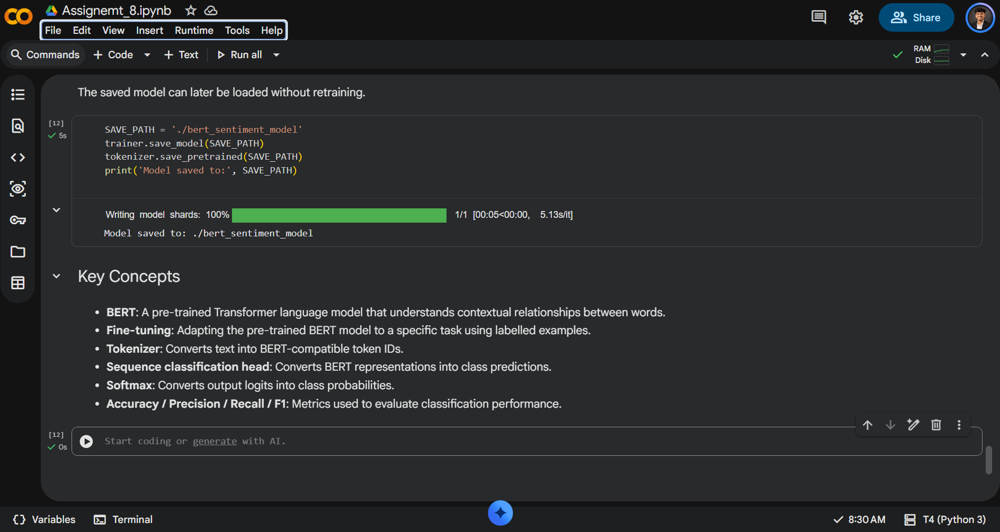 Assignemt_8.ipynb
File Edit View Insert Runtime Tools Help
Share
Commands + Code + Text Run all
RAM
Disk
The saved model can later be loaded without retraining.
[12]
5s
SAVE_PATH = './bert_sentiment_model'
trainer.save_model(SAVE_PATH)
tokenizer.save_pretrained(SAVE_PATH)
print('Model saved to:', SAVE_PATH)
Writing model shards: 100% 1/1 [00:05<00:00, 5.13s/it]
Model saved to: ./bert_sentiment_model
Key Concepts
• BERT: A pre-trained Transformer language model that understands contextual relationships between words.
• Fine-tuning: Adapting the pre-trained BERT model to a specific task using labelled examples.
• Tokenizer: Converts text into BERT-compatible token IDs.
• Sequence classification head: Converts BERT representations into class predictions.
• Softmax: Converts output logits into class probabilities.
• Accuracy / Precision / Recall / F1: Metrics used to evaluate classification performance.
[12]
0s
Start coding or generate with AI.
Variables Terminal 8:30 AM T4 (Python 3)